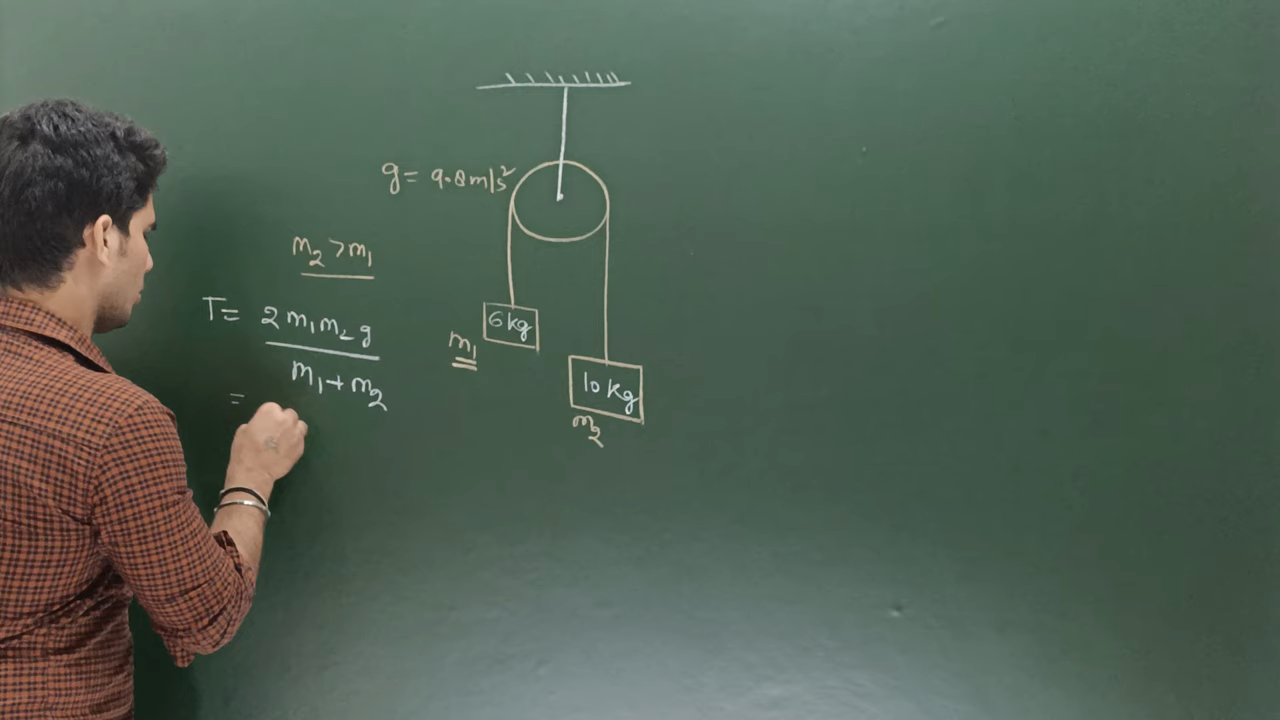 g = 9.8 m/s²
m₂ > m₁
T = 2 m₁ m₂ g
m₁ + m₂
=
6 kg
m₁
10 kg
m₂